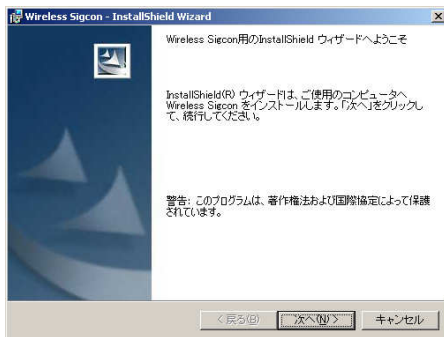 Wireless Sigcon - InstallShield Wizard
Wireless Sigcon用のInstallShield ウィザードへようこそ
InstallShield(R) ウィザードは、ご使用のコンピュータへ
Wireless Sigcon をインストールします。「次へ」をクリックし
て、続行してください。
警告: このプログラムは、著作権法および国際協定によって保護
されています。
< 戻る(B)
次へ(N) >
キャンセル